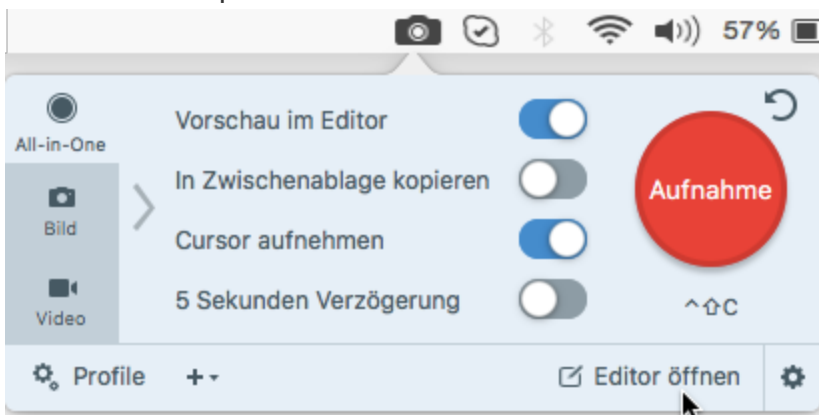 57%
All-in-One
Bild
Video
Vorschau im Editor
In Zwischenablage kopieren
Cursor aufnehmen
5 Sekunden Verzögerung
Aufnahme
^⇧C
Profile
+
Editor öffnen